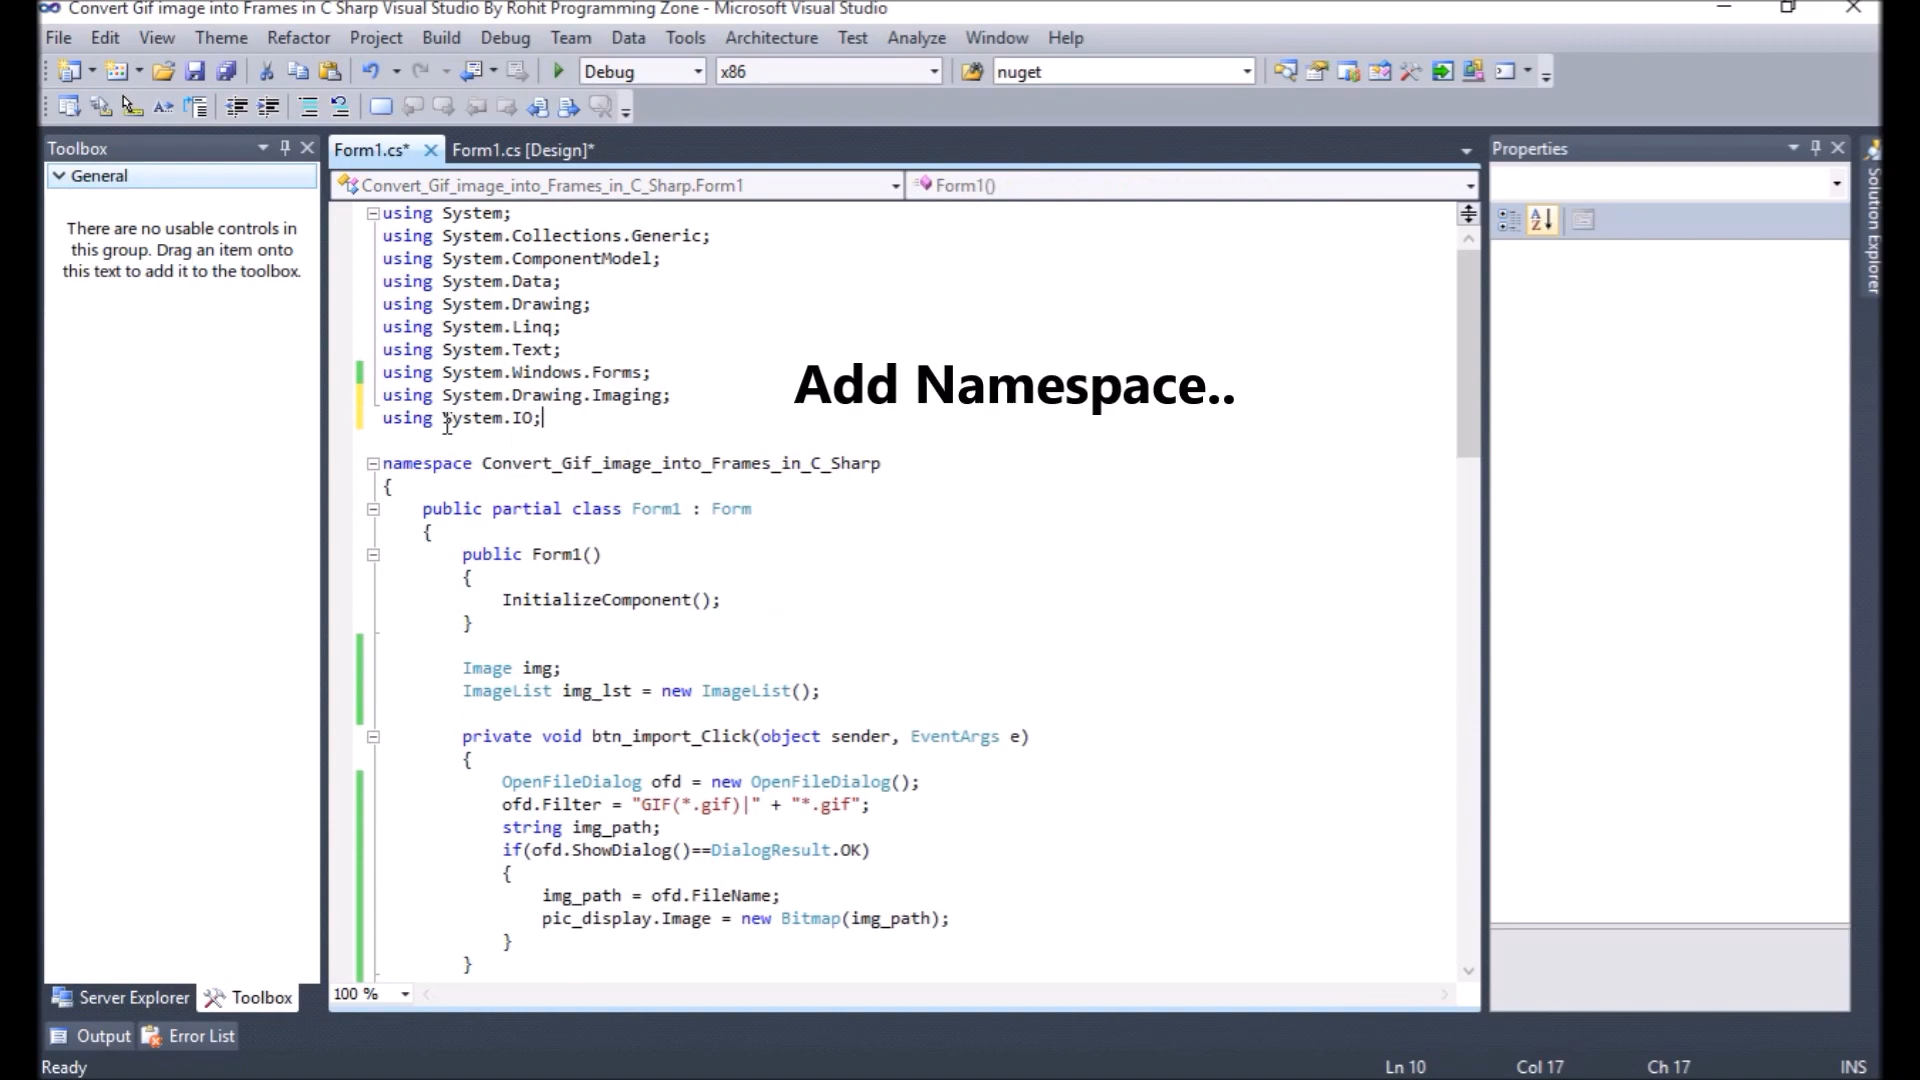 Convert Gif image into Frames in C Sharp Visual Studio By Rohit Programming Zone - Microsoft Visual Studio
File Edit View Theme Refactor Project Build Debug Team Data Tools Architecture Test Analyze Window Help
Debug x86 nuget
Toolbox
General
There are no usable controls in
this group. Drag an item onto
this text to add it to the toolbox.
Form1.cs* Form1.cs [Design]*
Convert_Gif_image_into_Frames_in_C_Sharp.Form1 Form1()
using System;
using System.Collections.Generic;
using System.ComponentModel;
using System.Data;
using System.Drawing;
using System.Linq;
using System.Text;
using System.Windows.Forms;
using System.Drawing.Imaging;
using System.IO;
Add Namespace..
namespace Convert_Gif_image_into_Frames_in_C_Sharp
{
public partial class Form1 : Form
{
public Form1()
{
InitializeComponent();
}
Image img;
ImageList img_lst = new ImageList();
private void btn_import_Click(object sender, EventArgs e)
{
OpenFileDialog ofd = new OpenFileDialog();
ofd.Filter = "GIF(*.gif)|" + "*.gif";
string img_path;
if(ofd.ShowDialog()==DialogResult.OK)
{
img_path = ofd.FileName;
pic_display.Image = new Bitmap(img_path);
}
}
100 %
Properties
Solution Explorer
Server Explorer Toolbox
Output Error List
Ready Ln 10 Col 17 Ch 17 INS